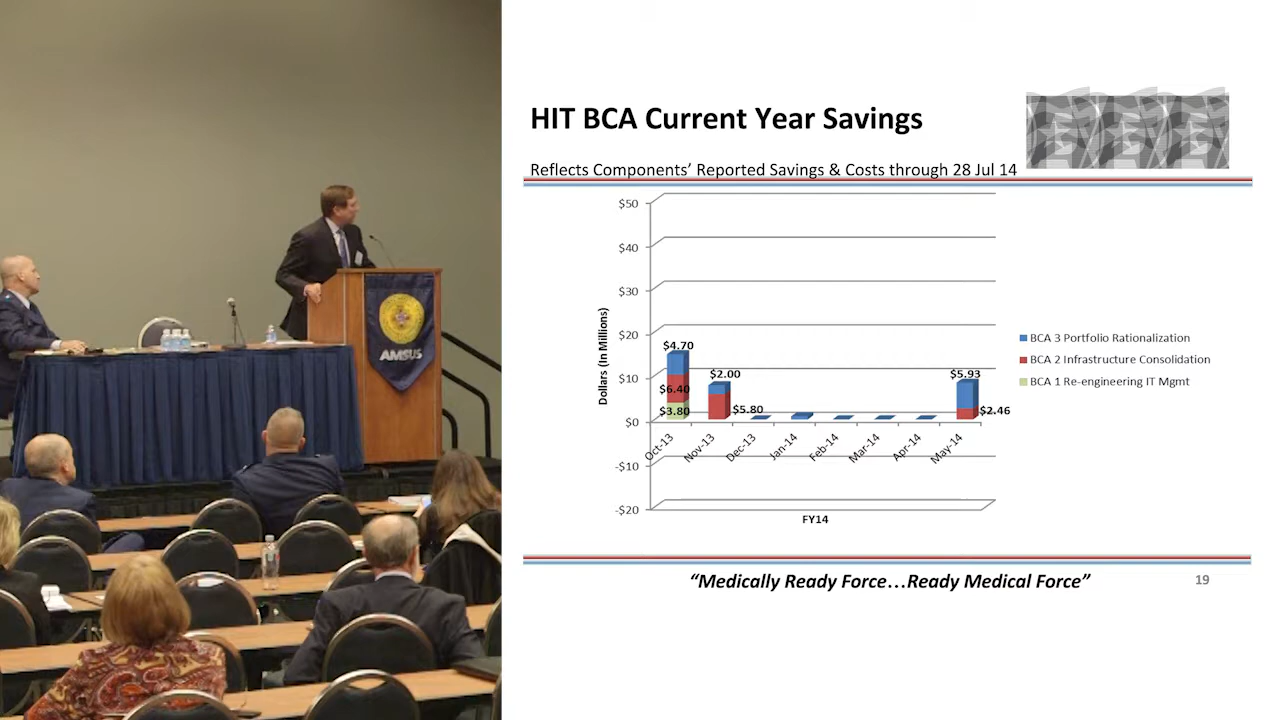 AMSUS
HIT BCA Current Year Savings
Reflects Components’ Reported Savings & Costs through 28 Jul 14
$50
$40
$30
$20
$10
$0
-$10
-$20
Dollars (In Millions)
$4.70
$6.40
$3.80
$2.00
$5.80
$5.93
$2.46
Oct-13
Nov-13
Dec-13
Jan-14
Feb-14
Mar-14
Apr-14
May-14
FY14
BCA 3 Portfolio Rationalization
BCA 2 Infrastructure Consolidation
BCA 1 Re-engineering IT Mgmt
“Medically Ready Force…Ready Medical Force”
19